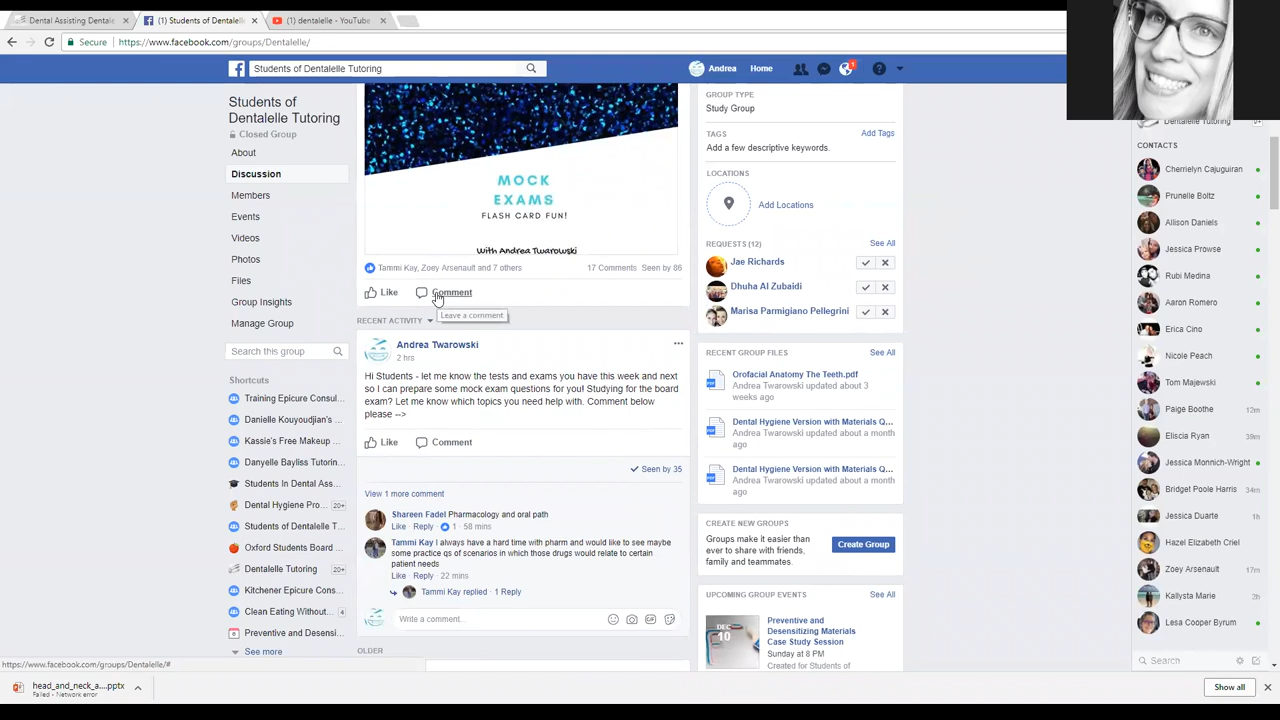 Dental Assisting Dentale
(1) Students of Dentalelle
(1) dentalelle - YouTube
Secure
https://www.facebook.com/groups/Dentalelle/
Students of Dentalelle Tutoring
Andrea
Home
Students of
Dentalelle Tutoring
Closed Group
About
Discussion
Members
Events
Videos
Photos
Files
Group Insights
Manage Group
Search this group
Shortcuts
Training Epicure Consul...
Danielle Kouyoudjian's ...
Kassie's Free Makeup ...
Danyelle Bayliss Tutorin...
Students In Dental Ass...
Dental Hygiene Pro... 20+
Students of Dentalelle T...
Oxford Students Board ...
Dentalelle Tutoring 20+
Kitchener Epicure Cons...
Clean Eating Without... 4
Preventive and Desensi...
See more
MOCK
EXAMS
FLASH CARD FUN!
With Andrea Twarowski
Tammi Kay, Zoey Arsenault and 7 others
17 Comments Seen by 86
Like Comment
Leave a comment
RECENT ACTIVITY
Andrea Twarowski
2 hrs
Hi Students - let me know the tests and exams you have this week and next
so I can prepare some mock exam questions for you! Studying for the board
exam? Let me know which topics you need help with. Comment below
please -->
Like Comment
Seen by 35
View 1 more comment
Shareen Fadel Pharmacology and oral path
Like · Reply · 1 · 58 mins
Tammi Kay I always have a hard time with pharm and would like to see maybe
some practice qs of scenarios in which those drugs would relate to certain
patient needs
Like · Reply · 22 mins
Tammi Kay replied · 1 Reply
Write a comment...
OLDER
GROUP TYPE
Study Group
TAGS
Add Tags
Add a few descriptive keywords.
LOCATIONS
Add Locations
REQUESTS (12)
See All
Jae Richards
Dhuha Al Zubaidi
Marisa Parmigiano Pellegrini
RECENT GROUP FILES
See All
Orofacial Anatomy The Teeth.pdf
Andrea Twarowski updated about 3
weeks ago
Dental Hygiene Version with Materials Q...
Andrea Twarowski updated about a month
ago
Dental Hygiene Version with Materials Q...
Andrea Twarowski updated about a month
ago
CREATE NEW GROUPS
Groups make it easier than
ever to share with friends,
family and teammates.
Create Group
UPCOMING GROUP EVENTS
See All
DEC
10
Preventive and
Desensitizing Materials
Case Study Session
Sunday at 8 PM
Created for Students of
Dentalelle Tutoring
CONTACTS
Cherrielyn Cajuguiran
Prunelle Boltz
Allison Daniels
Jessica Prowse
Rubi Medina
Aaron Romero
Erica Cino
Nicole Peach
Tom Majewski
Paige Boothe 12m
Eliscia Ryan 39m
Jessica Monnich-Wright
Bridget Poole Harris 34m
Jessica Duarte 1h
Hazel Elizabeth Criel
Zoey Arsenault 17m
Kallysta Marie 2h
Lesa Cooper Byrum
Search
https://www.facebook.com/groups/Dentalelle/#
head_and_neck_a....pptx
Failed - Network error
Show all